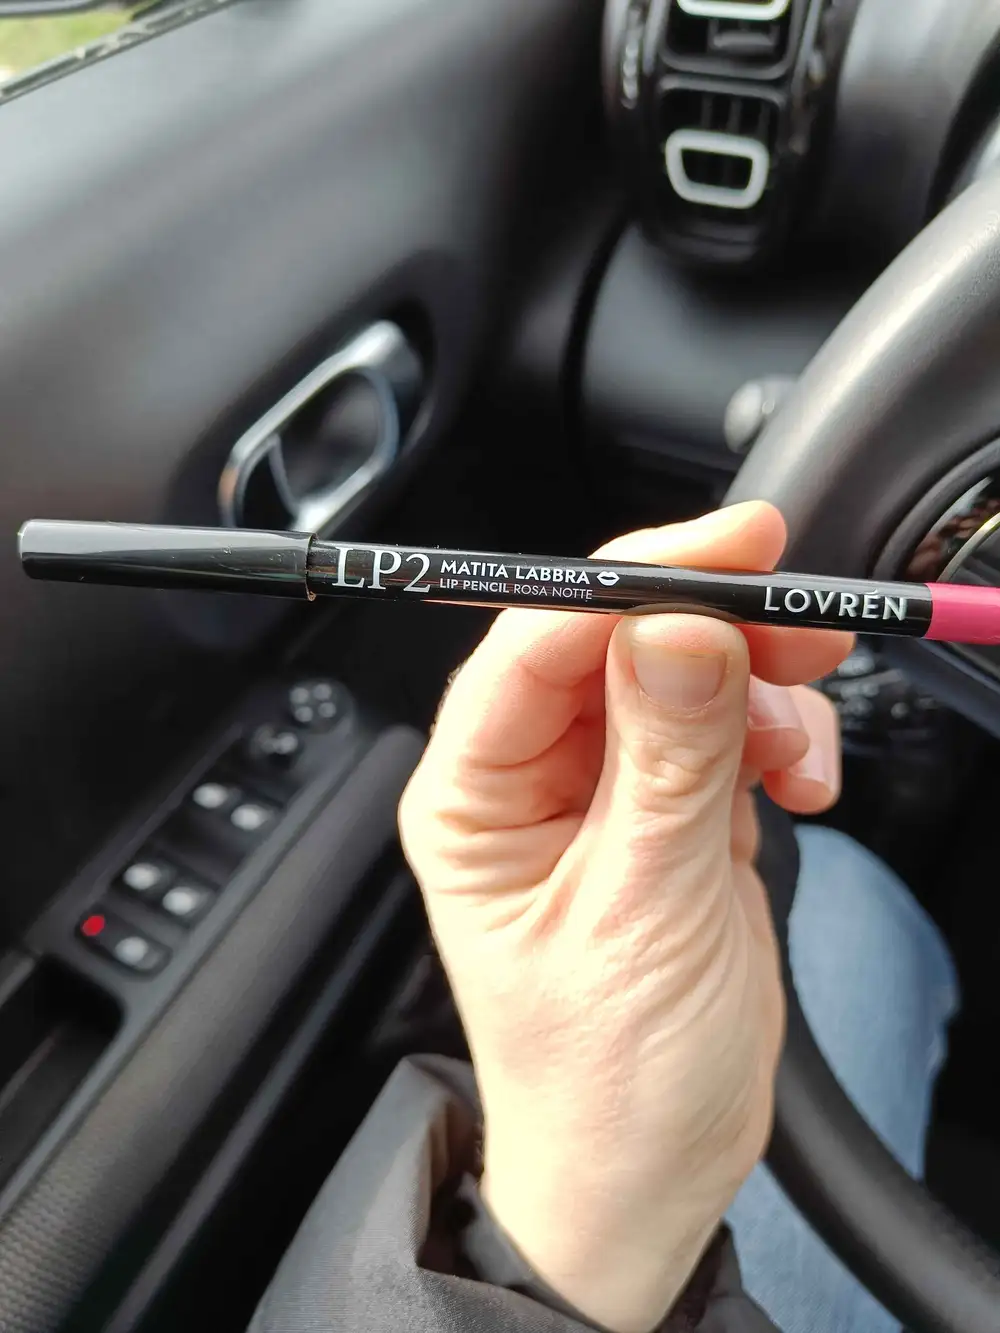 LP2
MATITA LABBRA
LIP PENCIL ROSA NOTTE
LOVRÉN